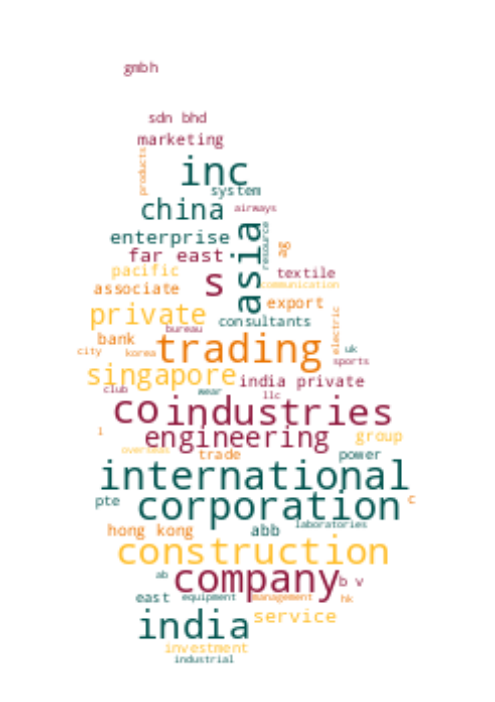 gmbh
sdn bhd
marketing
products
inc
system
china
airways
enterprise
asia
resource
ag
far east
pacific
s
textile
communication
associate
export
private
consultants
bureau
electric
bank
trading
uk
city
korea
sports
singapore
india private
club
wear
llc
co
industries
i
engineering
group
overseas
trade
power
international
pte
corporation
c
hong kong
abb
laboratories
construction
ab
company
b v
east
equipment
management
hk
india
service
investment
industrial